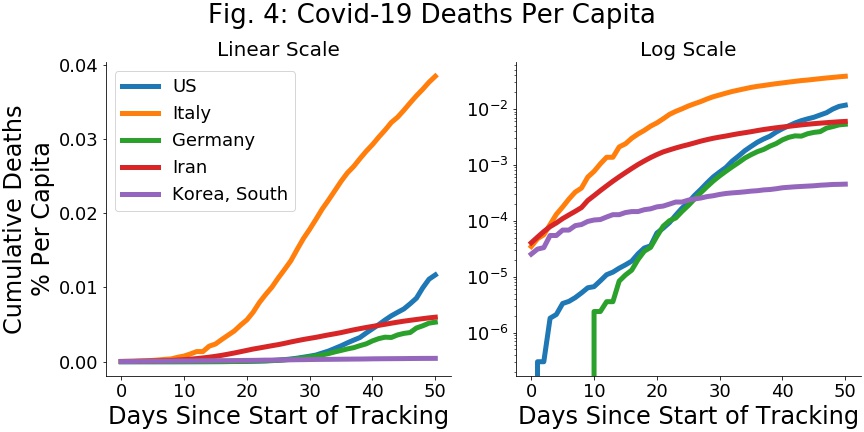 Fig. 4: Covid-19 Deaths Per Capita
Linear Scale
Log Scale
Cumulative Deaths
% Per Capita
0.04
0.03
0.02
0.01
0.00
US
Italy
Germany
Iran
Korea, South
0 10 20 30 40 50
Days Since Start of Tracking
10⁻²
10⁻³
10⁻⁴
10⁻⁵
10⁻⁶
0 10 20 30 40 50
Days Since Start of Tracking